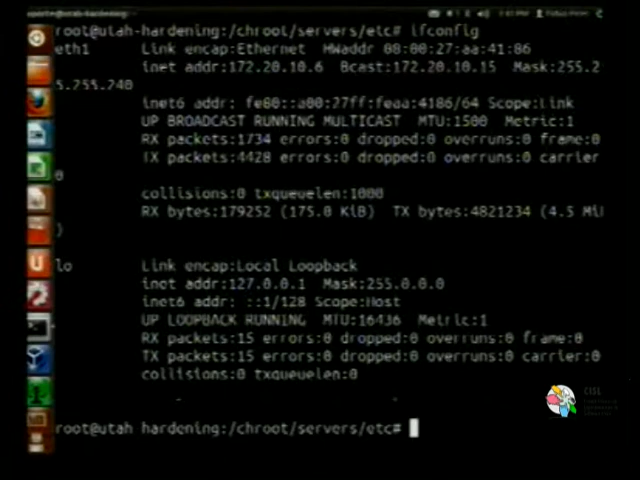 root@utah-hardening:/chroot/servers/etc# ifconfig
eth1 Link encap:Ethernet HWaddr 08:00:27:aa:41:86
inet addr:172.20.10.6 Bcast:172.20.10.15 Mask:255.2
5.255.240
inet6 addr: fe80::a00:27ff:feaa:4186/64 Scope:Link
UP BROADCAST RUNNING MULTICAST MTU:1500 Metric:1
RX packets:1734 errors:0 dropped:0 overruns:0 frame:0
TX packets:4428 errors:0 dropped:0 overruns:0 carrier
0
collisions:0 txqueuelen:1000
RX bytes:179252 (175.0 KiB) TX bytes:4821234 (4.5 Mi
)
lo Link encap:Local Loopback
inet addr:127.0.0.1 Mask:255.0.0.0
inet6 addr: ::1/128 Scope:Host
UP LOOPBACK RUNNING MTU:16436 Metric:1
RX packets:15 errors:0 dropped:0 overruns:0 frame:0
TX packets:15 errors:0 dropped:0 overruns:0 carrier:0
collisions:0 txqueuelen:0
root@utah hardening:/chroot/servers/etc#